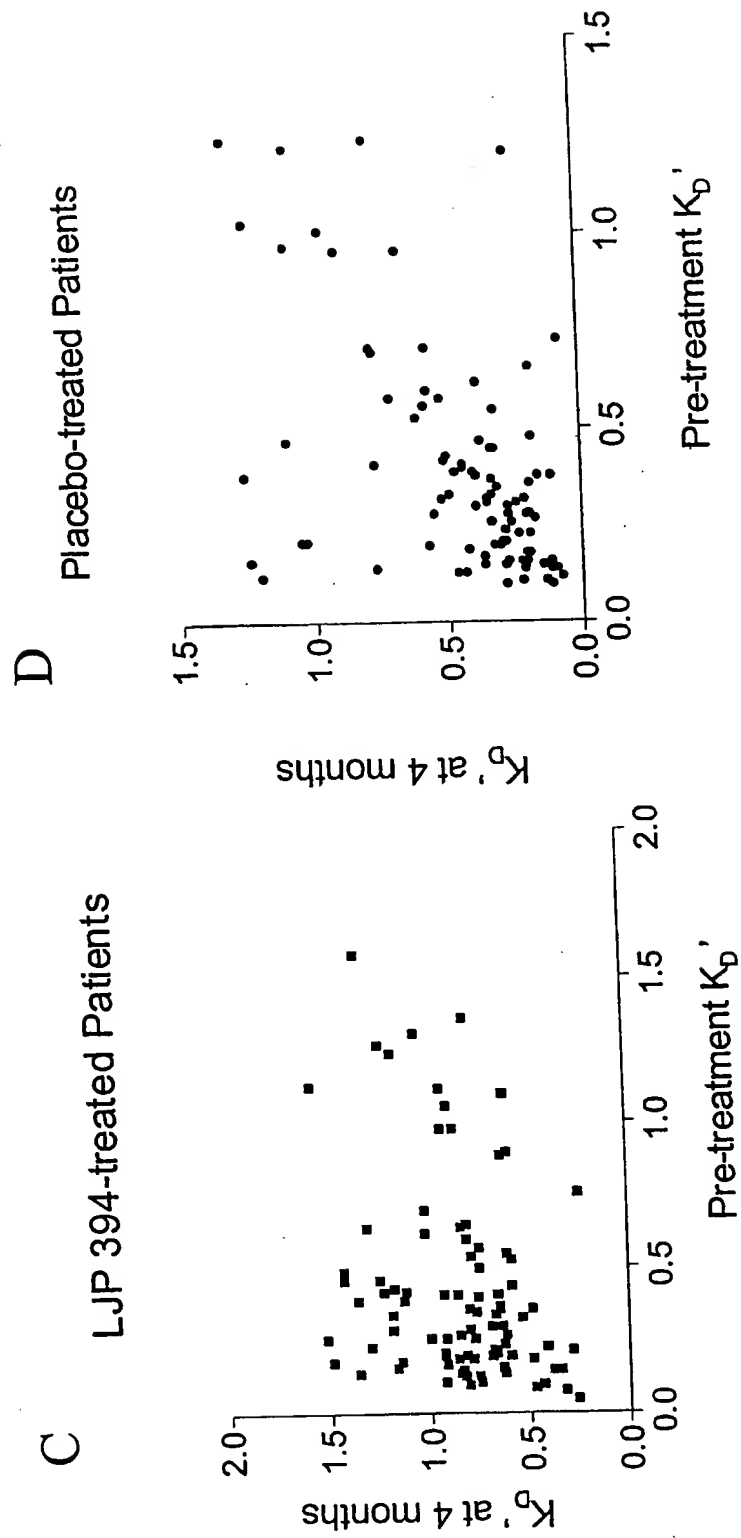 C
LJP 394-treated Patients
K_D' at 4 months
2.0
1.5
1.0
0.5
0.0
0.0
0.5
1.0
1.5
2.0
Pre-treatment K_D'
D
Placebo-treated Patients
K_D' at 4 months
1.5
1.0
0.5
0.0
0.0
0.5
1.0
1.5
Pre-treatment K_D'